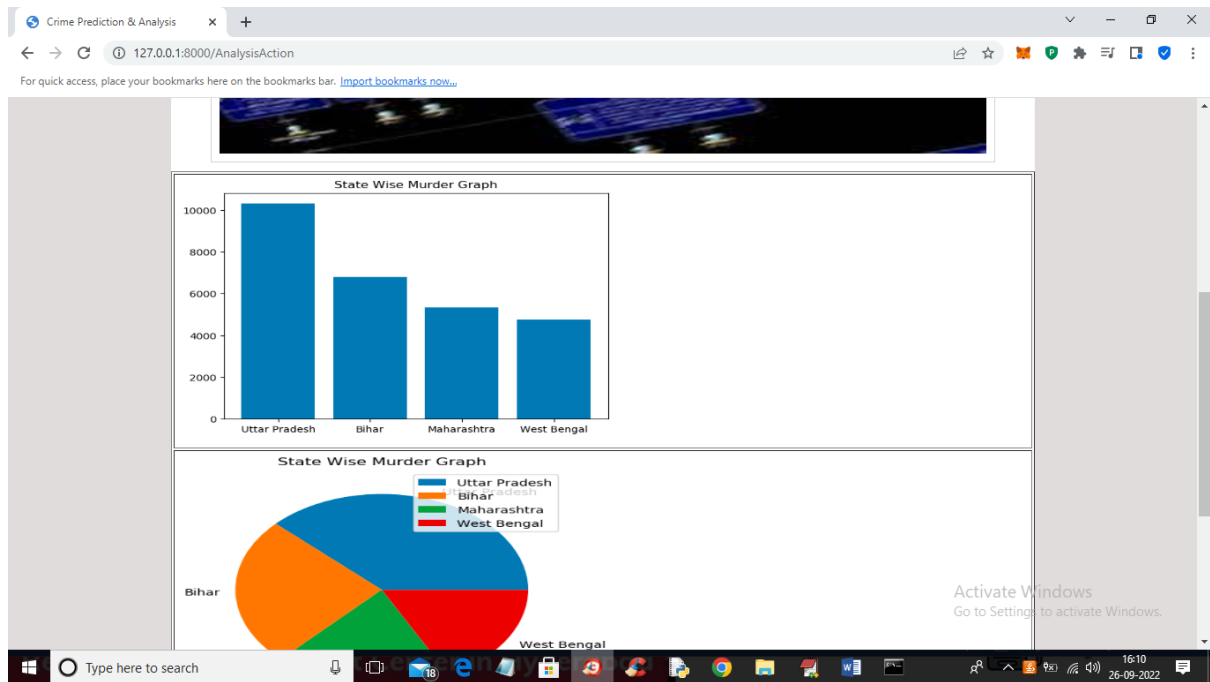 Crime Prediction & Analysis
127.0.0.1:8000/AnalysisAction
For quick access, place your bookmarks here on the bookmarks bar. Import bookmarks now...
State Wise Murder Graph
10000
8000
6000
4000
2000
0
Uttar Pradesh Bihar Maharashtra West Bengal
State Wise Murder Graph
Uttar Pradesh
Uttar Pradesh
Bihar
Maharashtra
West Bengal
Bihar
West Bengal
Activate Windows
Go to Settings to activate Windows.
Type here to search
18
16:10
26-09-2022